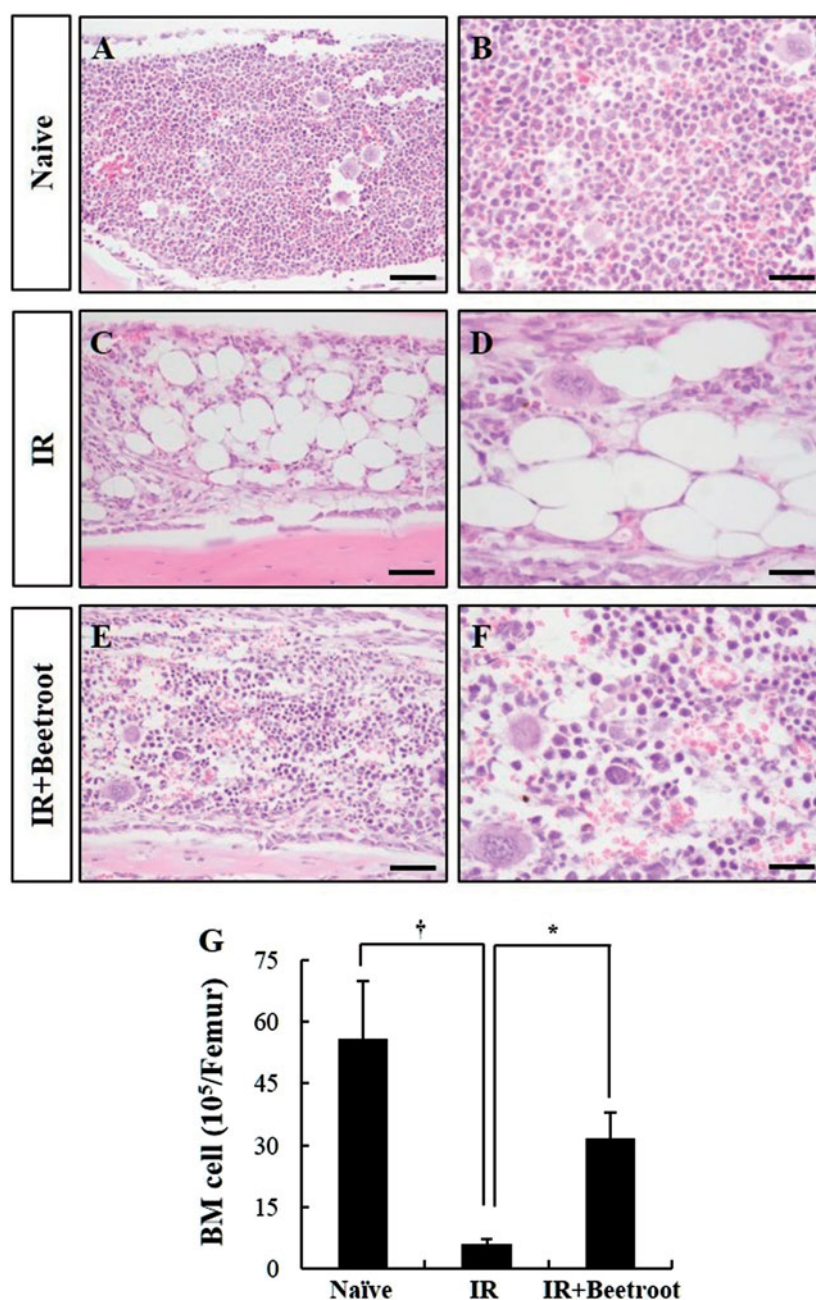 Naive
A
B
IR
C
D
IR+Beetroot
E
F
G
† *
BM cell (10⁵/Femur)
75
60
45
30
15
0
Naïve IR IR+Beetroot